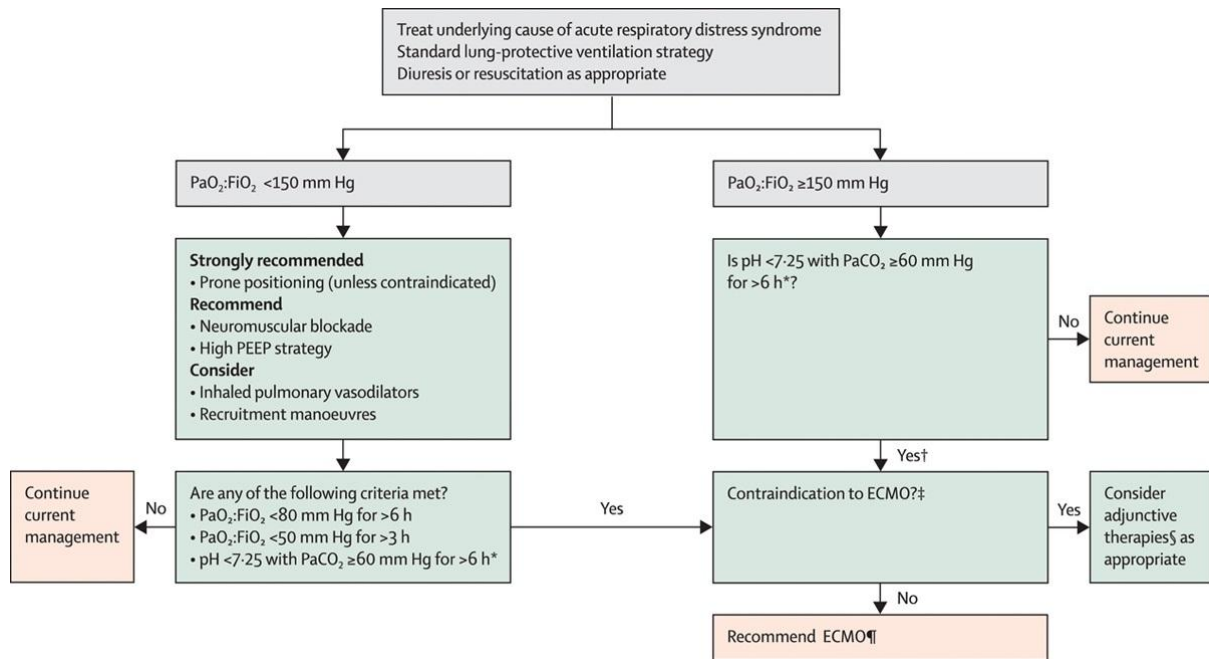 Treat underlying cause of acute respiratory distress syndrome
Standard lung-protective ventilation strategy
Diuresis or resuscitation as appropriate
PaO₂:FiO₂ <150 mm Hg
PaO₂:FiO₂ ≥150 mm Hg
Strongly recommended
• Prone positioning (unless contraindicated)
Recommend
• Neuromuscular blockade
• High PEEP strategy
Consider
• Inhaled pulmonary vasodilators
• Recruitment manoeuvres
Is pH <7·25 with PaCO₂ ≥60 mm Hg
for >6 h*?
No
Continue
current
management
Yes†
Continue
current
management
No
Are any of the following criteria met?
• PaO₂:FiO₂ <80 mm Hg for >6 h
• PaO₂:FiO₂ <50 mm Hg for >3 h
• pH <7·25 with PaCO₂ ≥60 mm Hg for >6 h*
Yes
Contraindication to ECMO?‡
Yes
Consider
adjunctive
therapies§ as
appropriate
No
Recommend ECMO¶